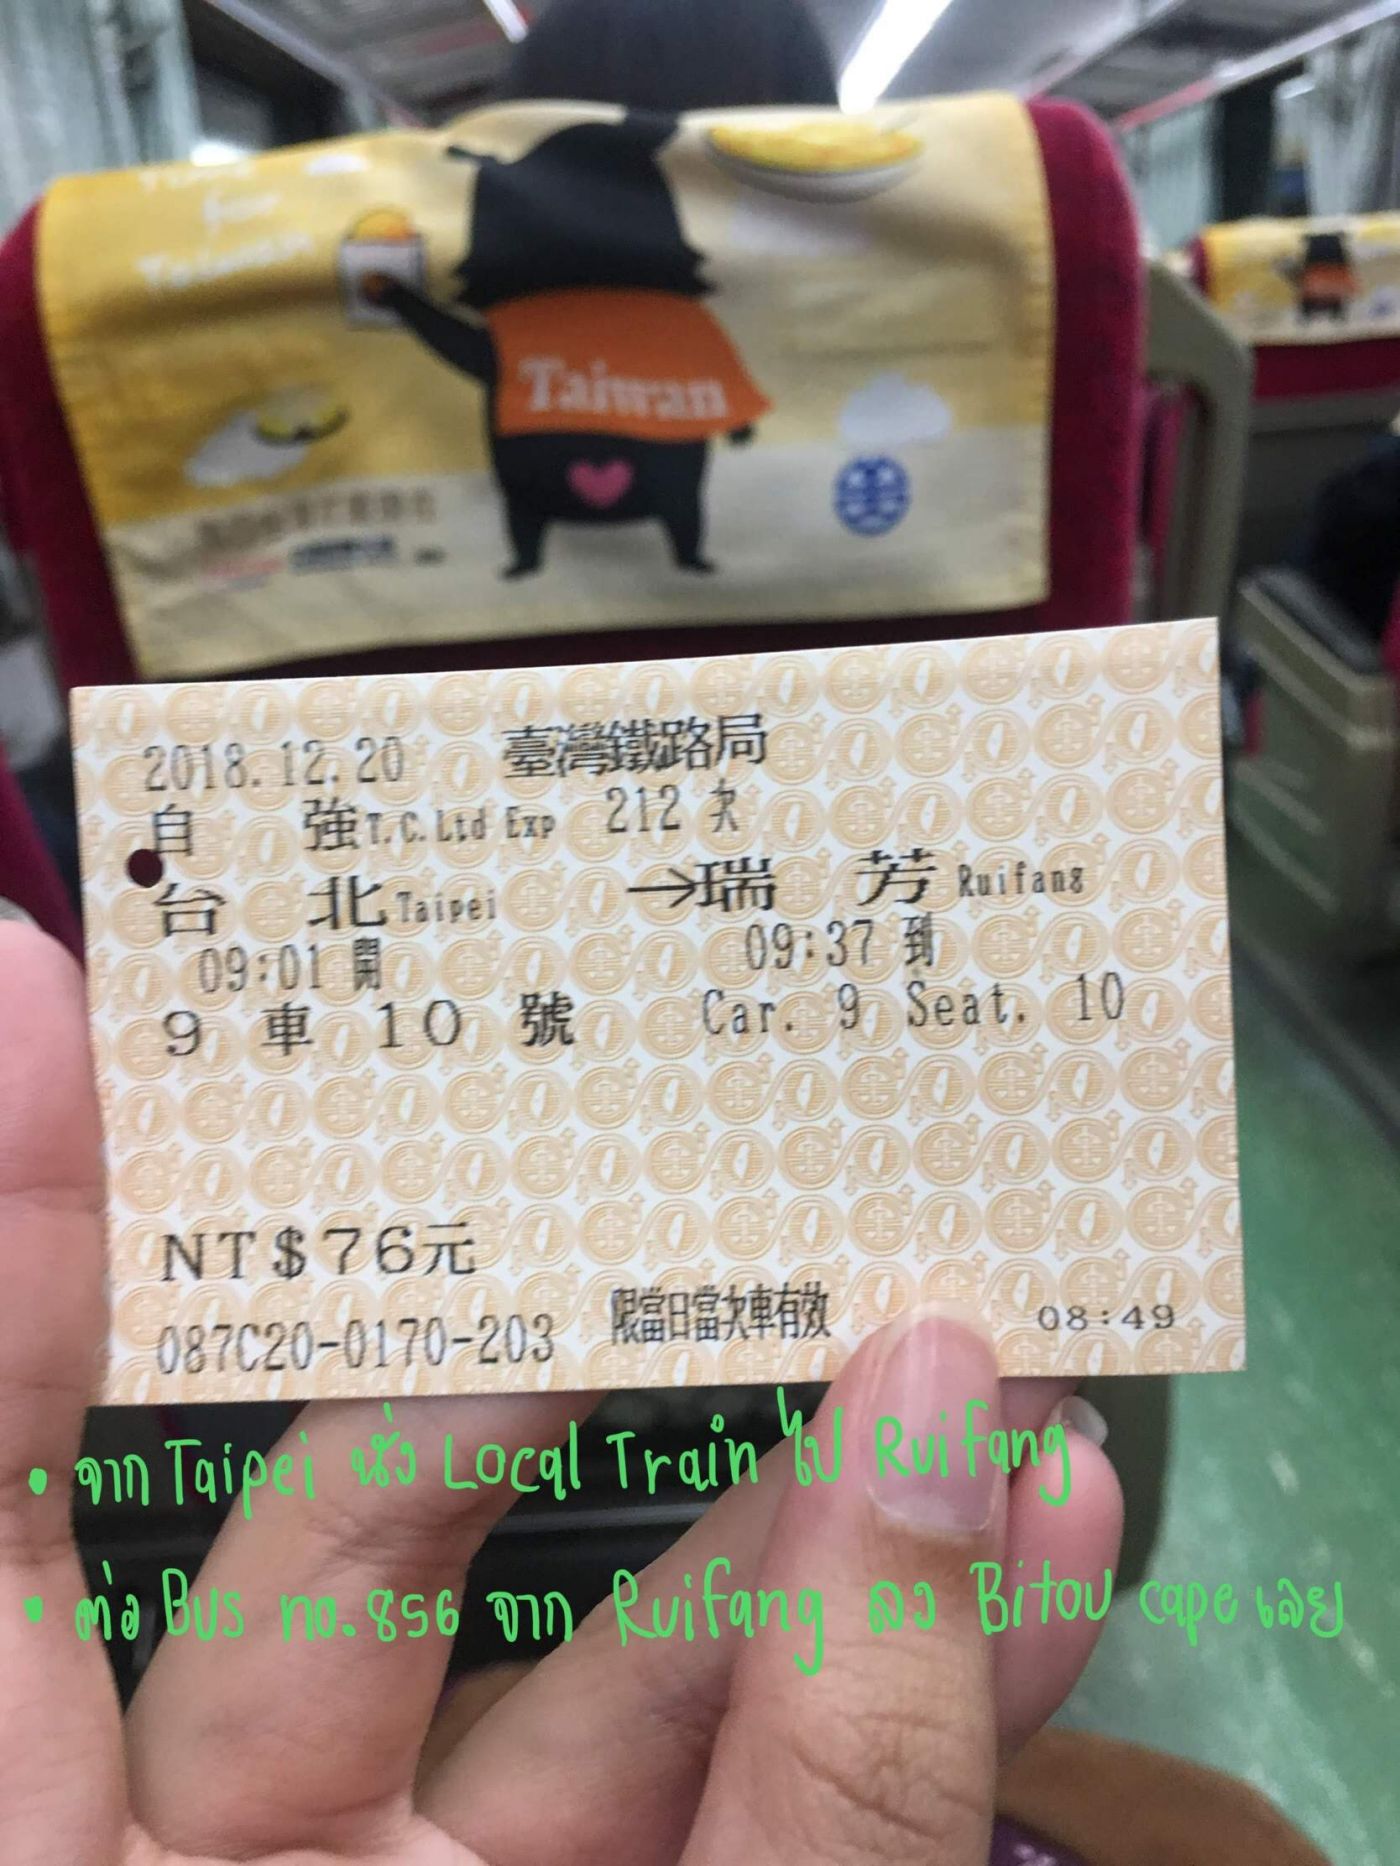 Taiwan
2018.12.20 臺灣鐵路局
自強 T.C.Ltd Exp 212 次
台北 Taipei → 瑞芳 Ruifang
09:01 開 09:37 到
9 車 10 號 Car. 9 Seat. 10
NT$76元
087C20-0170-203 限當日當次車有效 08:49
• จาก Taipei นั่ง Local Train ไป Ruifang
• ต่อ Bus no.856 จาก Ruifang ลง Bitou cape เลย